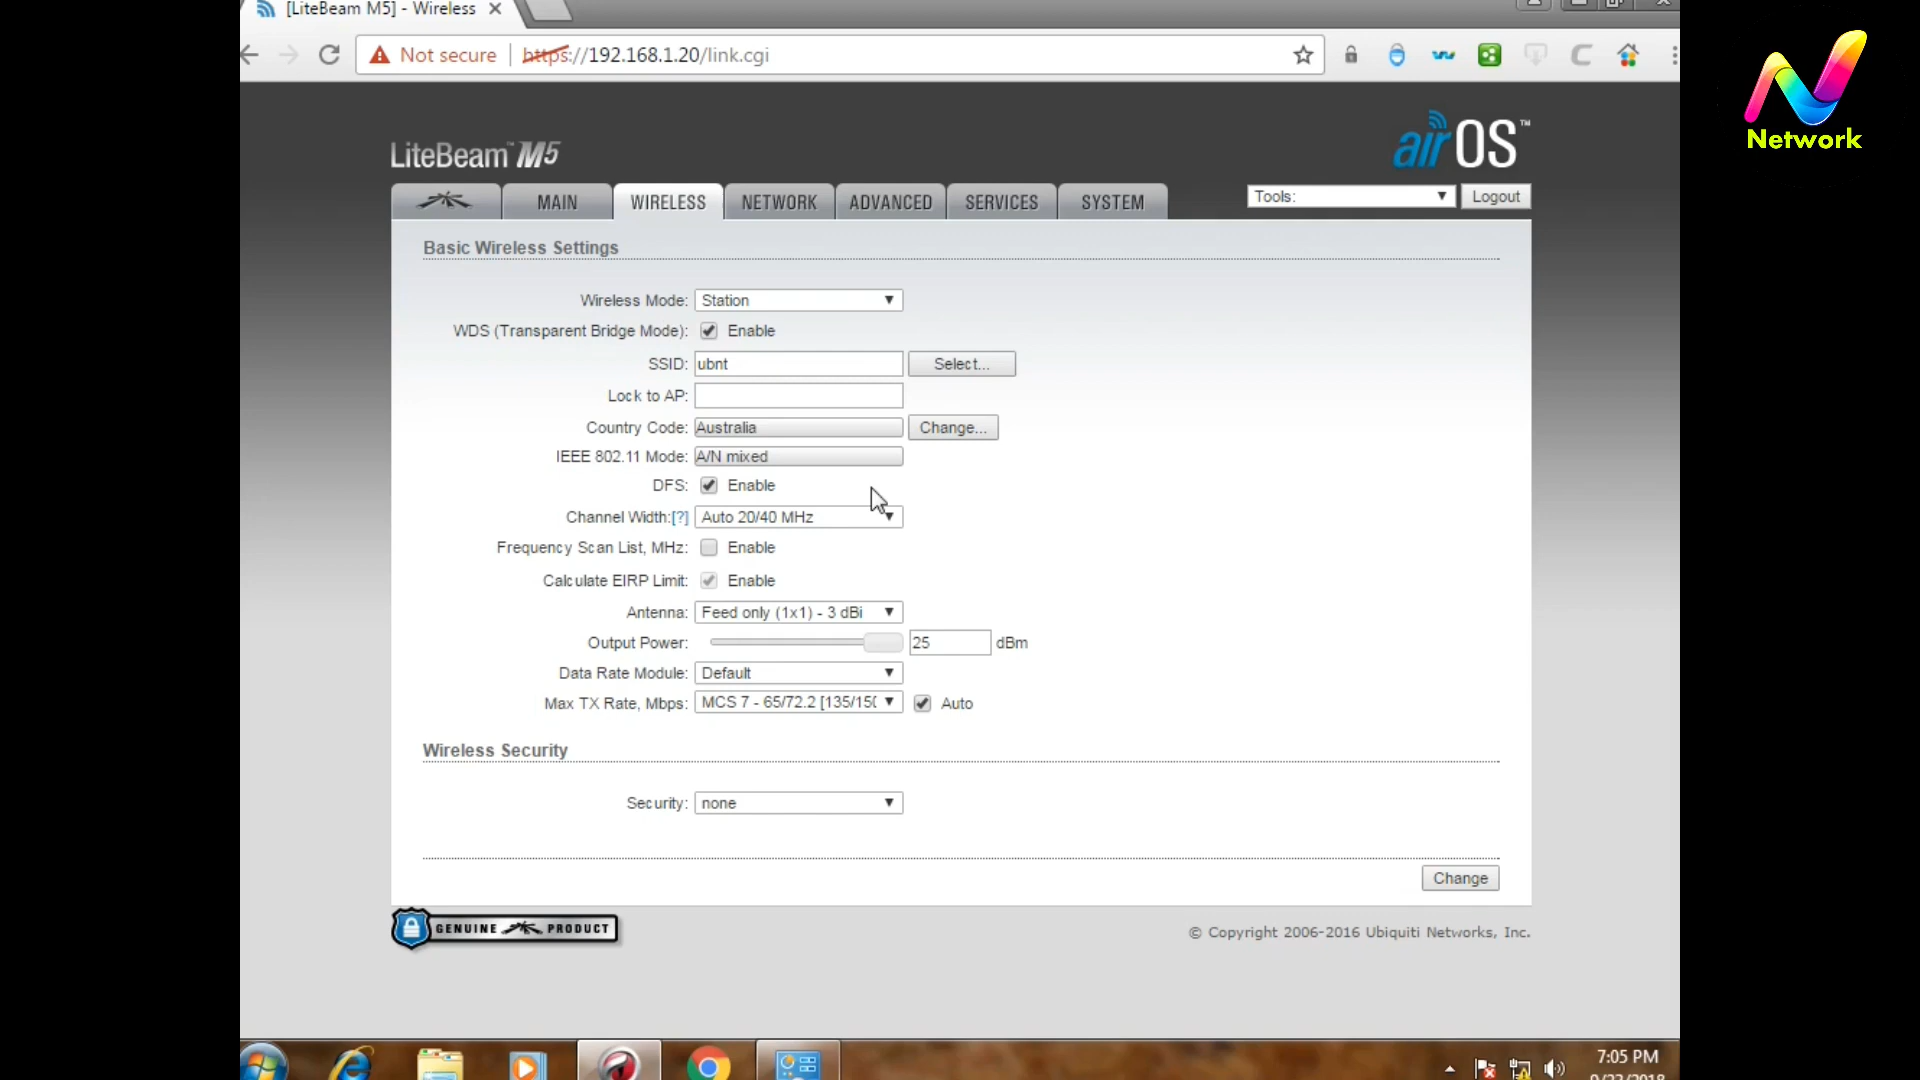 [LiteBeam M5] - Wireless
Not secure https://192.168.1.20/link.cgi
Network
LiteBeam™ M5
airOS™
MAIN WIRELESS NETWORK ADVANCED SERVICES SYSTEM Tools: Logout
Basic Wireless Settings
Wireless Mode: Station
WDS (Transparent Bridge Mode): Enable
SSID: ubnt Select...
Lock to AP:
Country Code: Australia Change...
IEEE 802.11 Mode: A/N mixed
DFS: Enable
Channel Width:[?] Auto 20/40 MHz
Frequency Scan List, MHz: Enable
Calculate EIRP Limit: Enable
Antenna: Feed only (1x1) - 3 dBi
Output Power: 25 dBm
Data Rate Module: Default
Max TX Rate, Mbps: MCS 7 - 65/72.2 [135/150 Auto
Wireless Security
Security: none
Change
GENUINE PRODUCT
© Copyright 2006-2016 Ubiquiti Networks, Inc.
7:05 PM